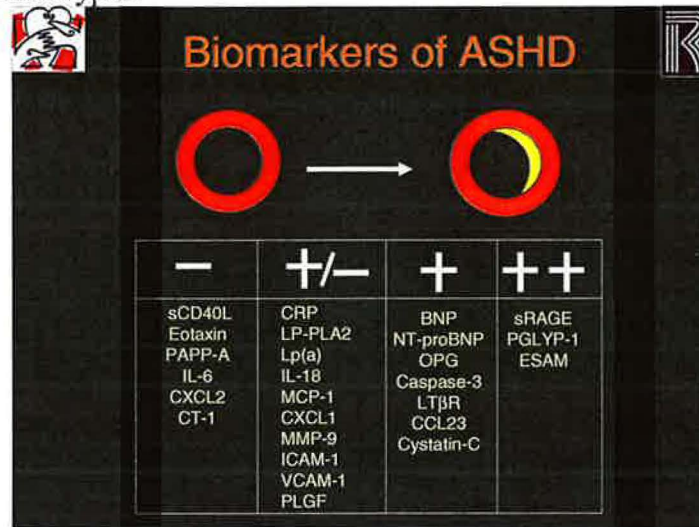 Biomarkers of ASHD
— +/− + ++
sCD40L
Eotaxin
PAPP-A
IL-6
CXCL2
CT-1
CRP
LP-PLA2
Lp(a)
IL-18
MCP-1
CXCL1
MMP-9
ICAM-1
VCAM-1
PLGF
BNP
NT-proBNP
OPG
Caspase-3
LTβR
CCL23
Cystatin-C
sRAGE
PGLYP-1
ESAM